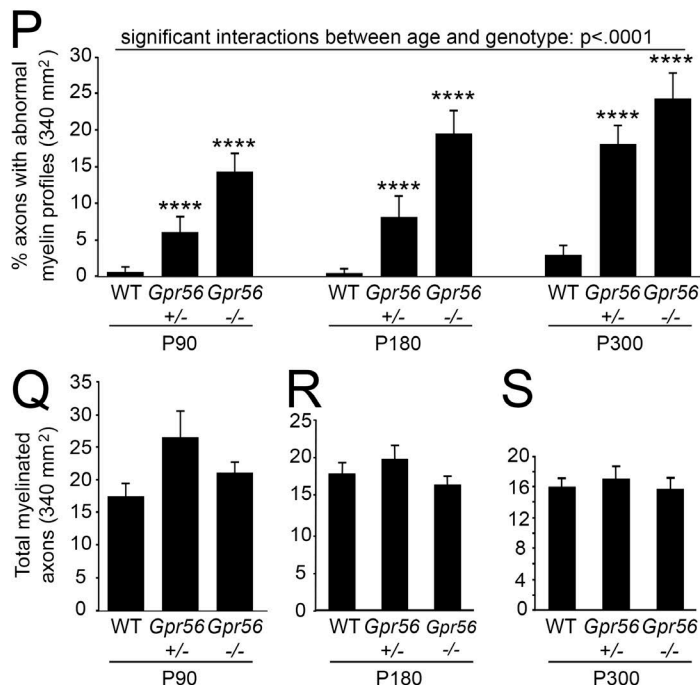 P
significant interactions between age and genotype: p<.0001
% axons with abnormal
myelin profiles (340 mm²)
30
25
20
15
10
5
0
**** **** **** **** **** ****
WT Gpr56 Gpr56 WT Gpr56 Gpr56 WT Gpr56 Gpr56
+/- -/- +/- -/- +/- -/-
P90 P180 P300
Q
Total myelinated
axons (340 mm²)
35
30
25
20
15
10
5
0
WT Gpr56 Gpr56
+/- -/-
P90
R
25
20
15
10
5
0
WT Gpr56 Gpr56
+/- -/-
P180
S
20
16
12
8
4
0
WT Gpr56 Gpr56
+/- -/-
P300